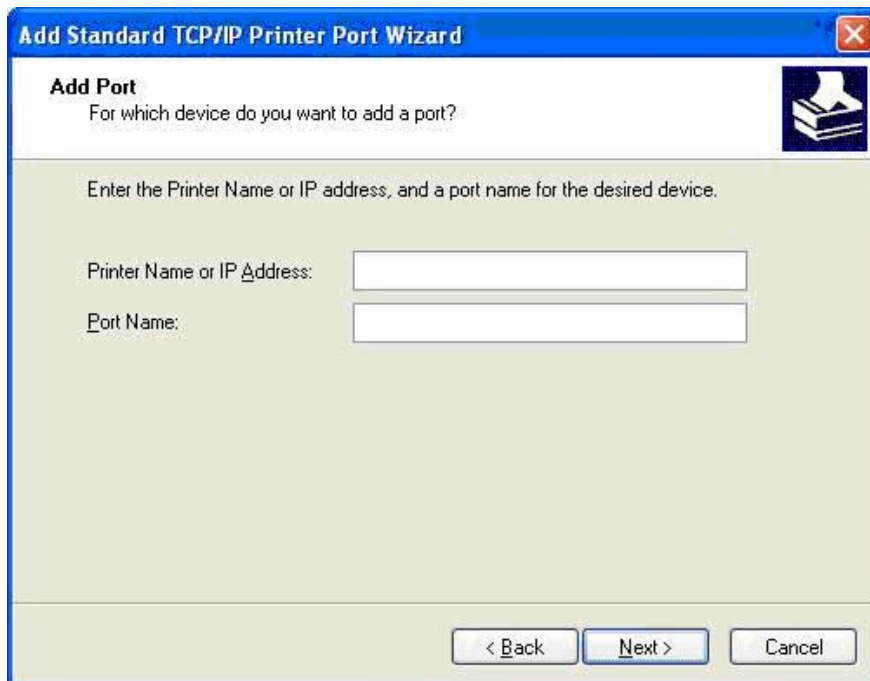 Add Standard TCP/IP Printer Port Wizard
Add Port
For which device do you want to add a port?
Enter the Printer Name or IP address, and a port name for the desired device.
Printer Name or IP Address:
Port Name:
< Back Next > Cancel